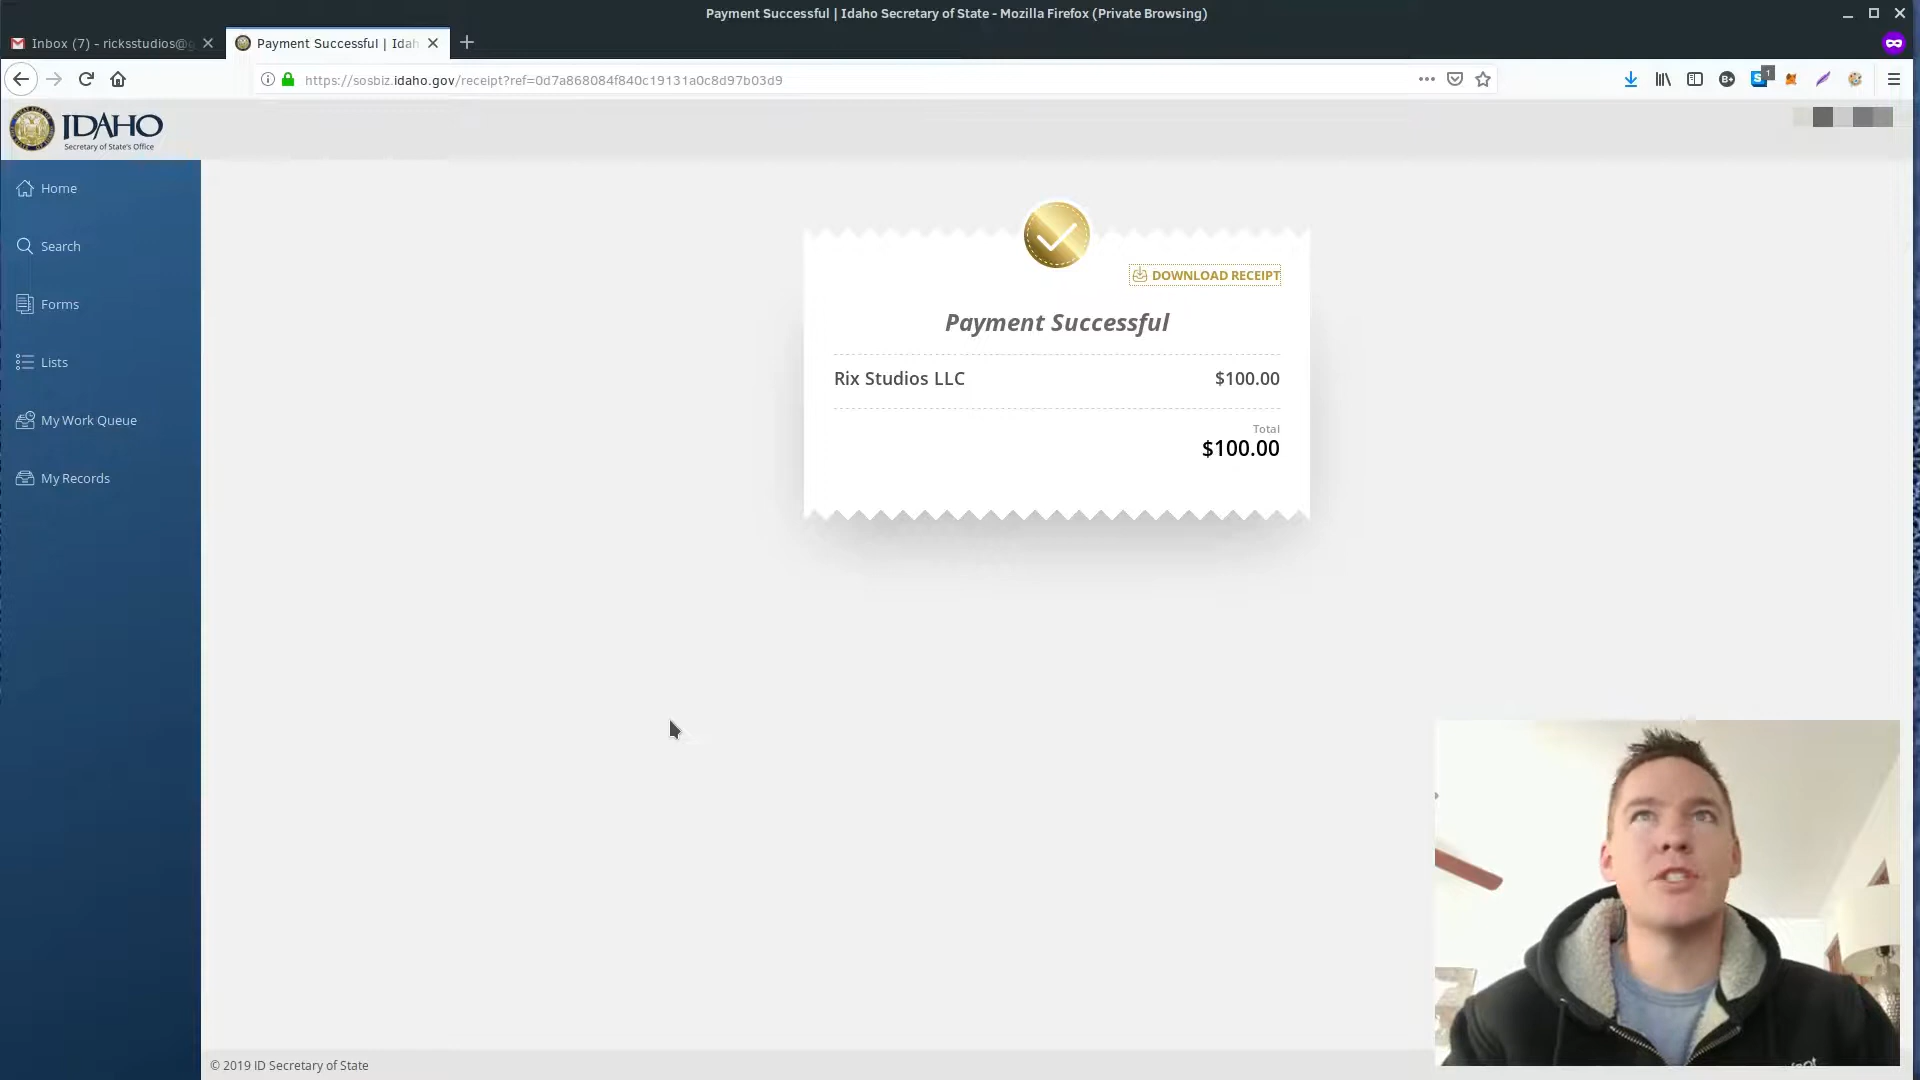 Payment Successful | Idaho Secretary of State - Mozilla Firefox (Private Browsing)
Inbox (7) - ricksstudios@g
Payment Successful | Idah
https://sosbiz.idaho.gov/receipt?ref=0d7a868084f840c19131a0c8d97b03d9
B+
S
1
IDAHO
Secretary of State's Office
Home
Search
Forms
Lists
My Work Queue
My Records
DOWNLOAD RECEIPT
Payment Successful
Rix Studios LLC $100.00
Total
$100.00
© 2019 ID Secretary of State